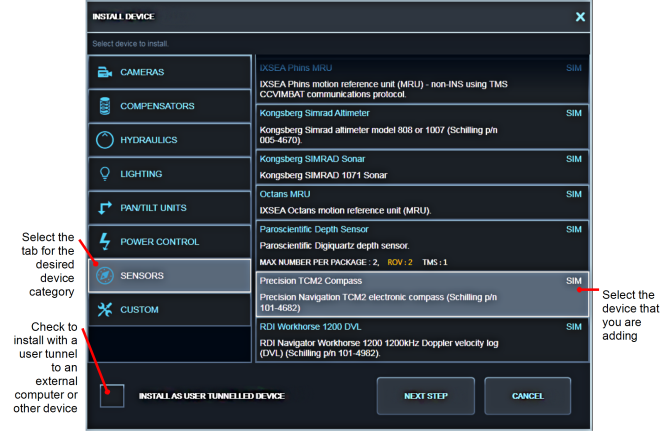 INSTALL DEVICE
X
Select device to install.
CAMERAS
COMPENSATORS
HYDRAULICS
LIGHTING
PAN/TILT UNITS
POWER CONTROL
SENSORS
CUSTOM
IXSEA Phins MRU SIM
IXSEA Phins motion reference unit (MRU) - non-INS using TMS
CCVIMBAT communications protocol.
Kongsberg Simrad Altimeter SIM
Kongsberg Simrad altimeter model 808 or 1007 (Schilling p/n
005-4670).
Kongsberg SIMRAD Sonar SIM
Kongsberg SIMRAD 1071 Sonar
Octans MRU SIM
IXSEA Octans motion reference unit (MRU).
Paroscientific Depth Sensor SIM
Paroscientific Digiquartz depth sensor.
MAX NUMBER PER PACKAGE : 2, ROV : 2 TMS : 1
Precision TCM2 Compass SIM
Precision Navigation TCM2 electronic compass (Schilling p/n
101-4682)
RDI Workhorse 1200 DVL SIM
RDI Navigator Workhorse 1200 1200kHz Doppler velocity log
(DVL) (Schilling p/n 101-4982).
INSTALL AS USER TUNNELLED DEVICE
NEXT STEP
CANCEL
Select the
tab for the
desired
device
category
Check to
install with a
user tunnel
to an
external
computer or
other device
Select the
device that
you are
adding